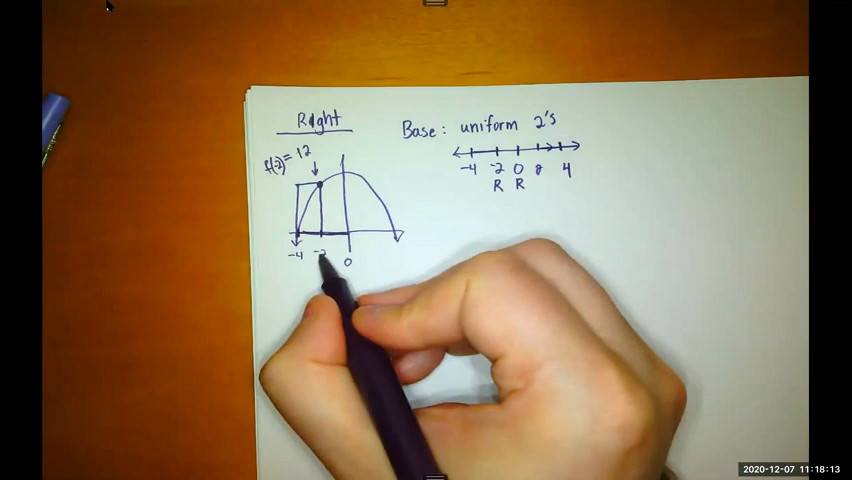 Right
Base: uniform 2's
f(-2) = 12
-4 -2 0 2 4
R R
-4 -2 0
2020-12-07 11:18:13